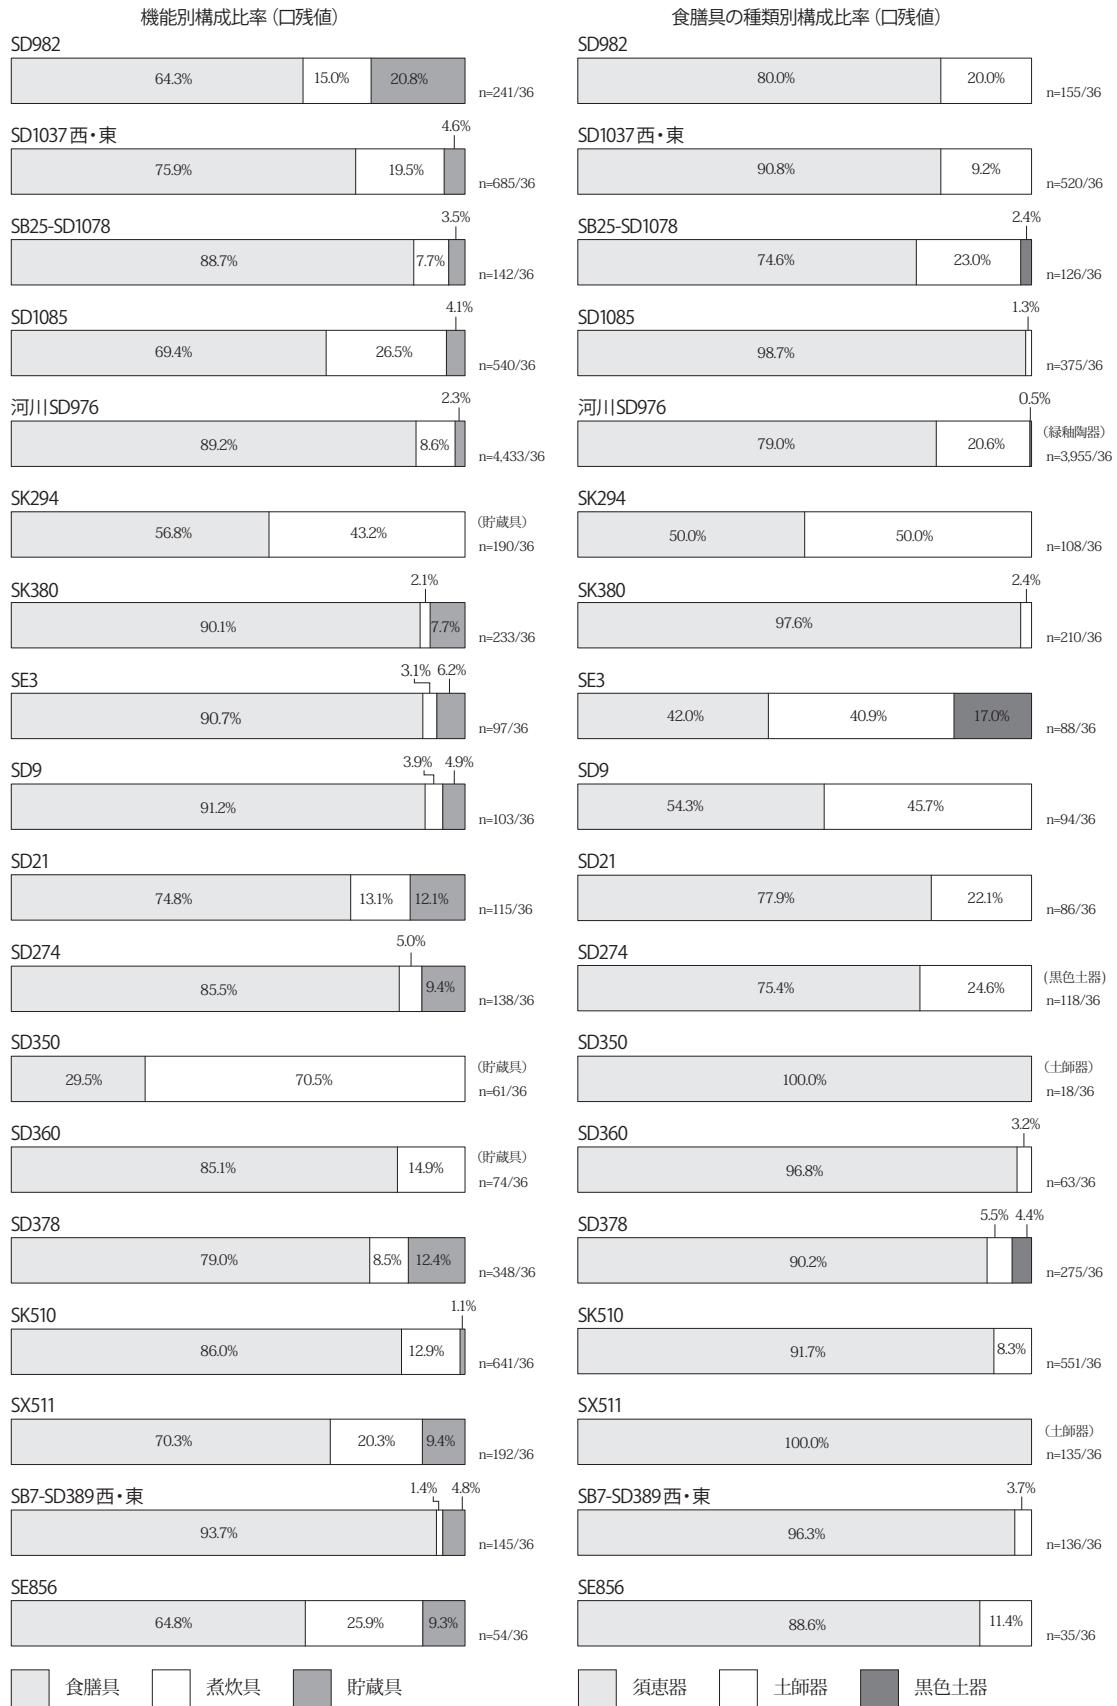 機能別構成比率（口残値）
SD982
64.3% 15.0% 20.8% n=241/36
SD1037西・東 4.6%
75.9% 19.5% n=685/36
SB25-SD1078 3.5%
88.7% 7.7% n=142/36
SD1085 4.1%
69.4% 26.5% n=540/36
河川SD976 2.3%
89.2% 8.6% n=4,433/36
SK294
56.8% 43.2% （貯蔵具）
n=190/36
SK380 2.1%
90.1% 7.7% n=233/36
SE3 3.1% 6.2%
90.7% n=97/36
SD9 3.9% 4.9%
91.2% n=103/36
SD21
74.8% 13.1% 12.1% n=115/36
SD274 5.0%
85.5% 9.4% n=138/36
SD350
29.5% 70.5% （貯蔵具）
n=61/36
SD360
85.1% 14.9% （貯蔵具）
n=74/36
SD378
79.0% 8.5% 12.4% n=348/36
SK510 1.1%
86.0% 12.9% n=641/36
SX511
70.3% 20.3% 9.4% n=192/36
SB7-SD389西・東 1.4% 4.8%
93.7% n=145/36
SE856
64.8% 25.9% 9.3% n=54/36
食膳具 煮炊具 貯蔵具
食膳具の種類別構成比率（口残値）
SD982
80.0% 20.0% n=155/36
SD1037西・東
90.8% 9.2% n=520/36
SB25-SD1078 2.4%
74.6% 23.0% n=126/36
SD1085 1.3%
98.7% n=375/36
河川SD976 0.5%
79.0% 20.6% （緑釉陶器）
n=3,955/36
SK294
50.0% 50.0% n=108/36
SK380 2.4%
97.6% n=210/36
SE3
42.0% 40.9% 17.0% n=88/36
SD9
54.3% 45.7% n=94/36
SD21
77.9% 22.1% n=86/36
SD274
75.4% 24.6% （黒色土器）
n=118/36
SD350
100.0% （土師器）
n=18/36
SD360 3.2%
96.8% n=63/36
SD378 5.5% 4.4%
90.2% n=275/36
SK510
91.7% 8.3% n=551/36
SX511
100.0% （土師器）
n=135/36
SB7-SD389西・東 3.7%
96.3% n=136/36
SE856
88.6% 11.4% n=35/36
須恵器 土師器 黒色土器